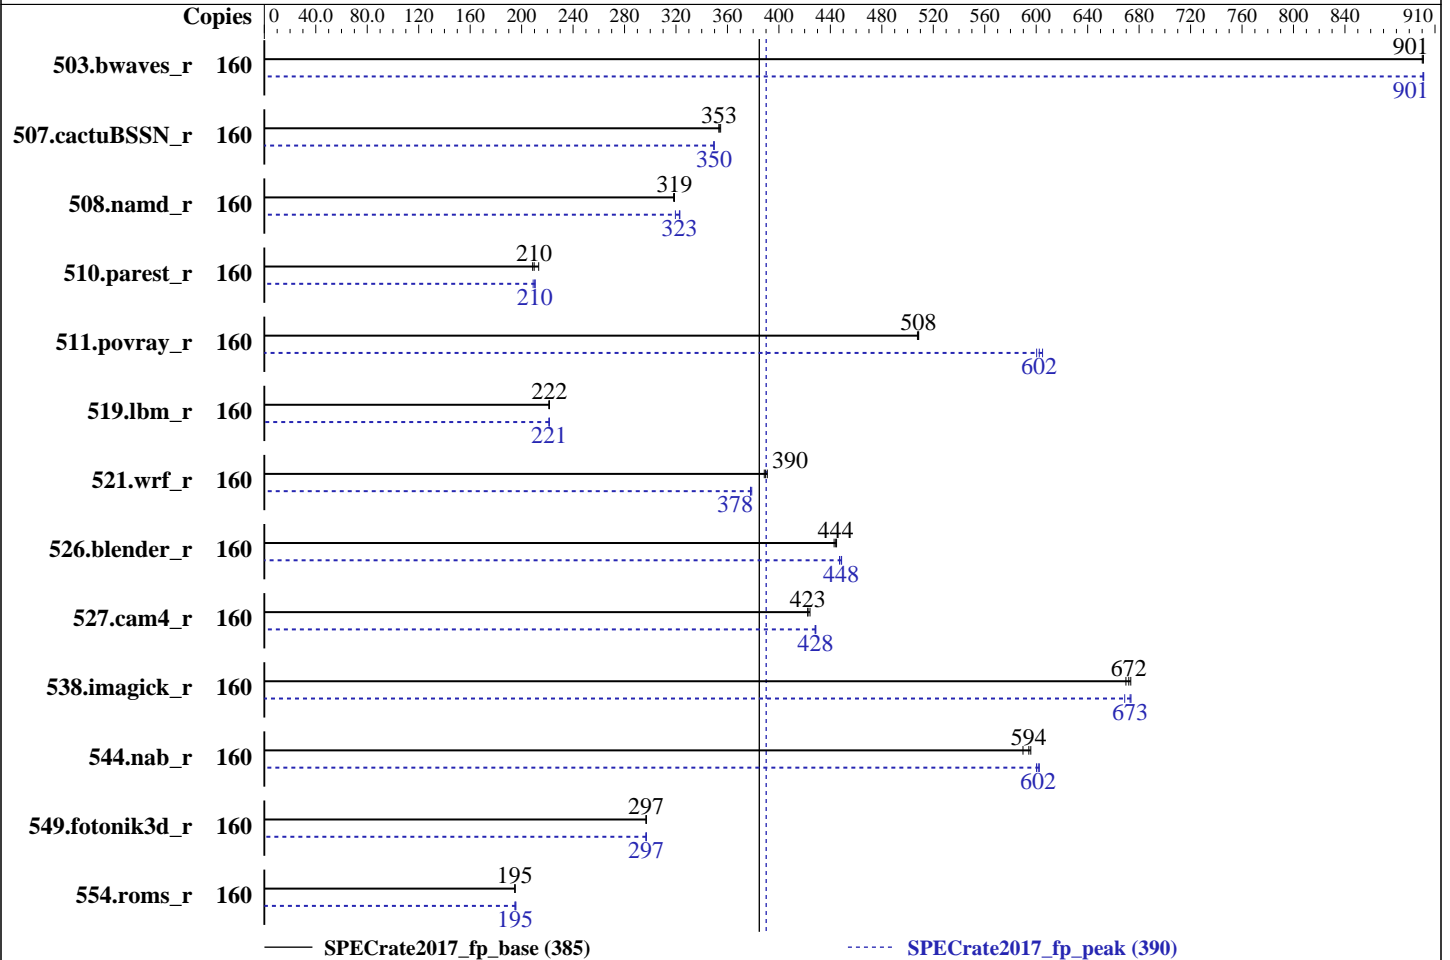 Copies 0 40.0 80.0 120 160 200 240 280 320 360 400 440 480 520 560 600 640 680 720 760 800 840 910
901
503.bwaves_r 160
901
353
507.cactuBSSN_r 160
350
319
508.namd_r 160
323
210
510.parest_r 160
210
508
511.povray_r 160
602
222
519.lbm_r 160
221
390
521.wrf_r 160
378
444
526.blender_r 160
448
423
527.cam4_r 160
428
672
538.imagick_r 160
673
594
544.nab_r 160
602
297
549.fotonik3d_r 160
297
195
554.roms_r 160
195
SPECrate2017_fp_base (385) SPECrate2017_fp_peak (390)